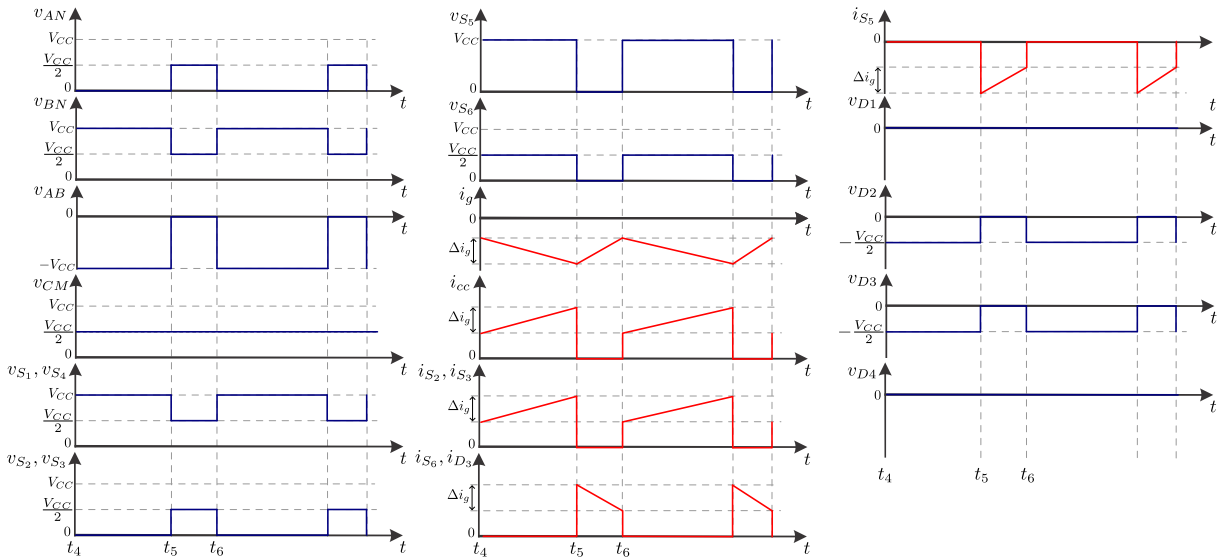 v_AN
V_CC
V_CC/2
0
t
v_BN
V_CC
V_CC/2
0
t
v_AB
0
−V_CC
t
v_CM
V_CC
V_CC/2
0
t
v_S1, v_S4
V_CC
V_CC/2
0
t
v_S2, v_S3
V_CC
V_CC/2
0
t
t4 t5 t6
v_S5
V_CC
0
t
v_S6
V_CC
V_CC/2
0
t
i_g
0
Δi_g
t
i_cc
Δi_g
0
t
i_S2, i_S3
Δi_g
0
t
i_S6, i_D3
Δi_g
0
t
t4 t5 t6
i_S5
0
Δi_g
t
v_D1
0
t
v_D2
0
−V_CC/2
t
v_D3
0
−V_CC/2
t
v_D4
0
t
t4 t5 t6